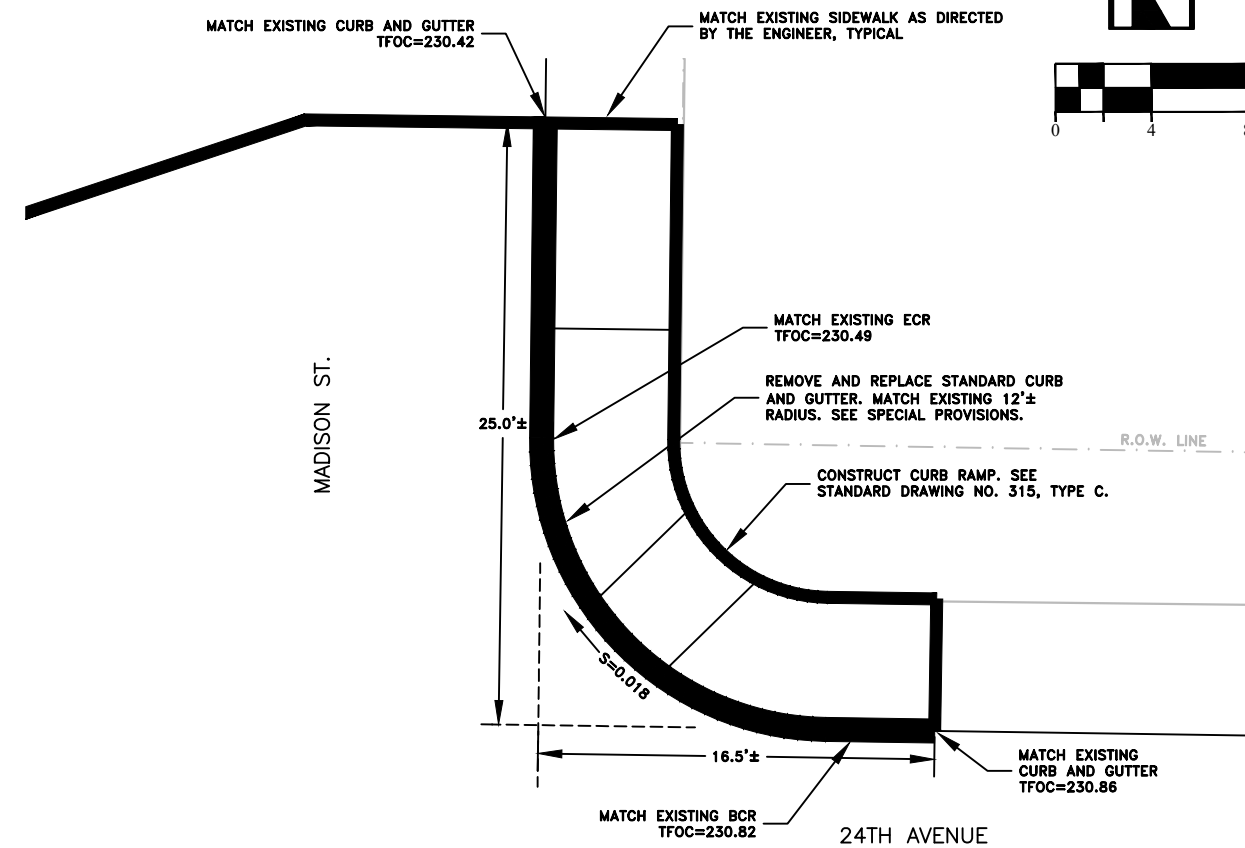 MATCH EXISTING CURB AND GUTTER
TFOC=230.42
MATCH EXISTING SIDEWALK AS DIRECTED
BY THE ENGINEER, TYPICAL
0
4
8
MATCH EXISTING ECR
TFOC=230.49
REMOVE AND REPLACE STANDARD CURB
AND GUTTER. MATCH EXISTING 12'±
RADIUS. SEE SPECIAL PROVISIONS.
MADISON ST.
25.0'±
R.O.W. LINE
CONSTRUCT CURB RAMP. SEE
STANDARD DRAWING NO. 315, TYPE C.
S=0.018
16.5'±
MATCH EXISTING
CURB AND GUTTER
TFOC=230.86
MATCH EXISTING BCR
TFOC=230.82
24TH AVENUE